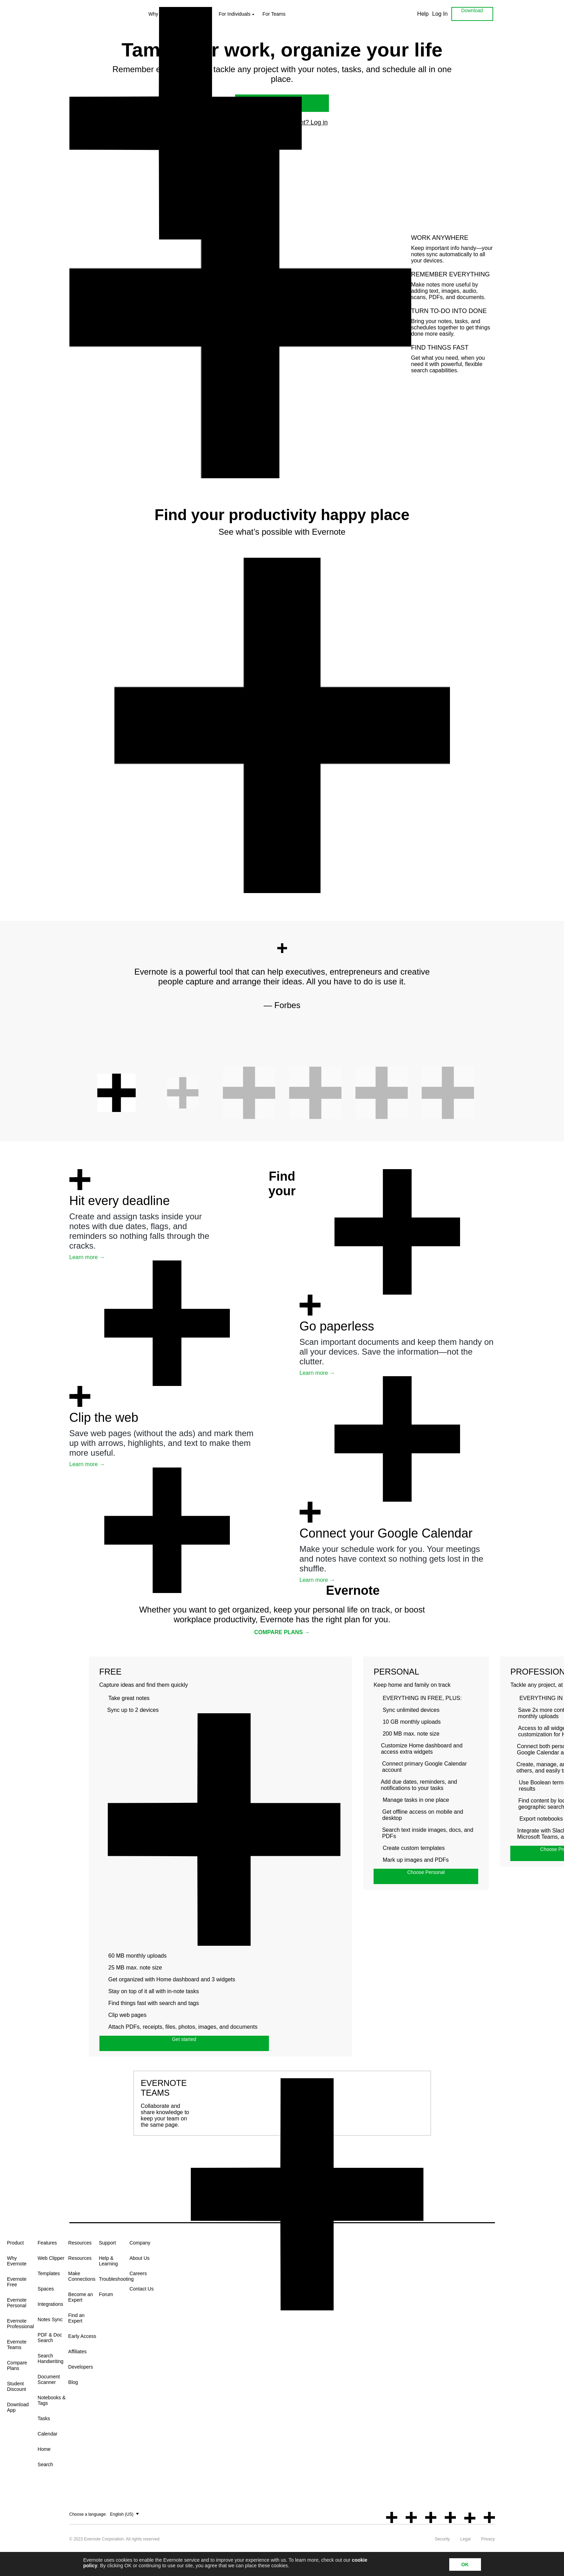 Why
For Individuals
For Teams
Help
Log In
Download
Tam
r work, organize your life
Remember e
tackle any project with your notes, tasks, and schedule all in one
place.
nt? Log in
WORK ANYWHERE
Keep important info handy—your
notes sync automatically to all
your devices.
REMEMBER EVERYTHING
Make notes more useful by
adding text, images, audio,
scans, PDFs, and documents.
TURN TO-DO INTO DONE
Bring your notes, tasks, and
schedules together to get things
done more easily.
FIND THINGS FAST
Get what you need, when you
need it with powerful, flexible
search capabilities.
Find your productivity happy place
See what's possible with Evernote
Evernote is a powerful tool that can help executives, entrepreneurs and creative
people capture and arrange their ideas. All you have to do is use it.
— Forbes
Find
your
Hit every deadline
Create and assign tasks inside your
notes with due dates, flags, and
reminders so nothing falls through the
cracks.
Learn more →
Go paperless
Scan important documents and keep them handy on
all your devices. Save the information—not the
clutter.
Learn more →
Clip the web
Save web pages (without the ads) and mark them
up with arrows, highlights, and text to make them
more useful.
Learn more →
Connect your Google Calendar
Make your schedule work for you. Your meetings
and notes have context so nothing gets lost in the
shuffle.
Learn more →
Evernote
Whether you want to get organized, keep your personal life on track, or boost
workplace productivity, Evernote has the right plan for you.
COMPARE PLANS →
FREE
Capture ideas and find them quickly
Take great notes
Sync up to 2 devices
60 MB monthly uploads
25 MB max. note size
Get organized with Home dashboard and 3 widgets
Stay on top of it all with in-note tasks
Find things fast with search and tags
Clip web pages
Attach PDFs, receipts, files, photos, images, and documents
Get started
PERSONAL
Keep home and family on track
EVERYTHING IN FREE, PLUS:
Sync unlimited devices
10 GB monthly uploads
200 MB max. note size
Customize Home dashboard and
access extra widgets
Connect primary Google Calendar
account
Add due dates, reminders, and
notifications to your tasks
Manage tasks in one place
Get offline access on mobile and
desktop
Search text inside images, docs, and
PDFs
Create custom templates
Mark up images and PDFs
Choose Personal
PROFESSION
Tackle any project, at
EVERYTHING IN
Save 2x more cont
monthly uploads
Access to all widge
customization for H
Connect both perso
Google Calendar a
Create, manage, a
others, and easily t
Use Boolean term
results
Find content by loc
geographic search
Export notebooks
Integrate with Slac
Microsoft Teams, a
Choose Pr
EVERNOTE
TEAMS
Collaborate and
share knowledge to
keep your team on
the same page.
Product
Why
Evernote
Evernote
Free
Evernote
Personal
Evernote
Professional
Evernote
Teams
Compare
Plans
Student
Discount
Download
App
Features
Web Clipper
Templates
Spaces
Integrations
Notes Sync
PDF & Doc
Search
Search
Handwriting
Document
Scanner
Notebooks &
Tags
Tasks
Calendar
Home
Search
Resources
Resources
Make
Connections
Become an
Expert
Find an
Expert
Early Access
Affiliates
Developers
Blog
Support
Help &
Learning
Troubleshooting
Forum
Company
About Us
Careers
Contact Us
Choose a language: English (US)
© 2023 Evernote Corporation. All rights reserved
Security Legal Privacy
Evernote uses cookies to enable the Evernote service and to improve your experience with us. To learn more, check out our cookie
policy. By clicking OK or continuing to use our site, you agree that we can place these cookies.
OK